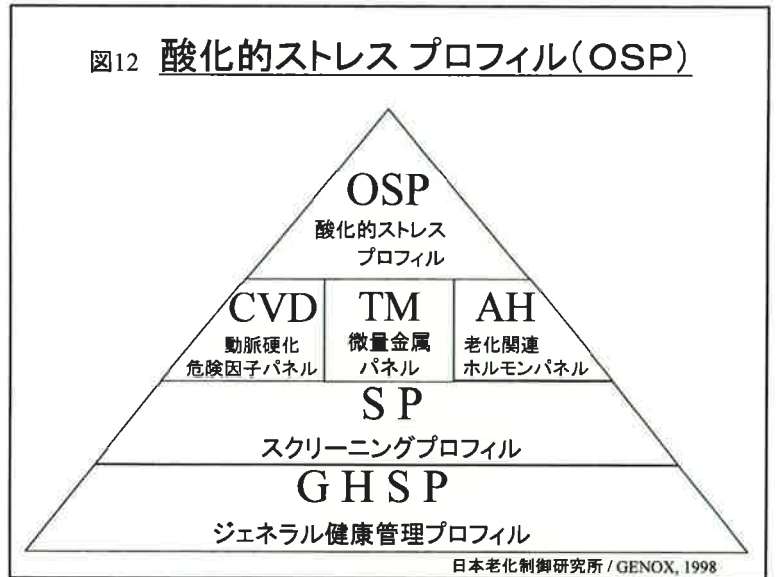 図12 酸化的ストレス プロフィル(OSP)
OSP
酸化的ストレス
プロフィル
CVD
動脈硬化
危険因子パネル
TM
微量金属
パネル
AH
老化関連
ホルモンパネル
SP
スクリーニングプロフィル
GHSP
ジェネラル健康管理プロフィル
日本老化制御研究所 / GENOX, 1998